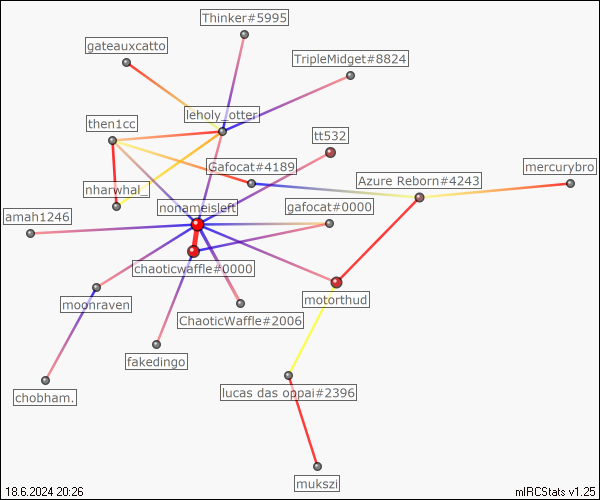 Thinker#5995
gateauxcatto
TripleMidget#8824
leholy_otter
then1cc
tt532
Gafocat#4189
mercurybro
Azure Reborn#4243
nharwhal_
nonameisleft
gafocat#0000
amah1246
chaoticwaffle#0000
moonraven
motorthud
ChaoticWaffle#2006
fakedingo
chobham.
lucas das oppai#2396
mukszi
18.6.2024 20:26
mIRCStats v1.25